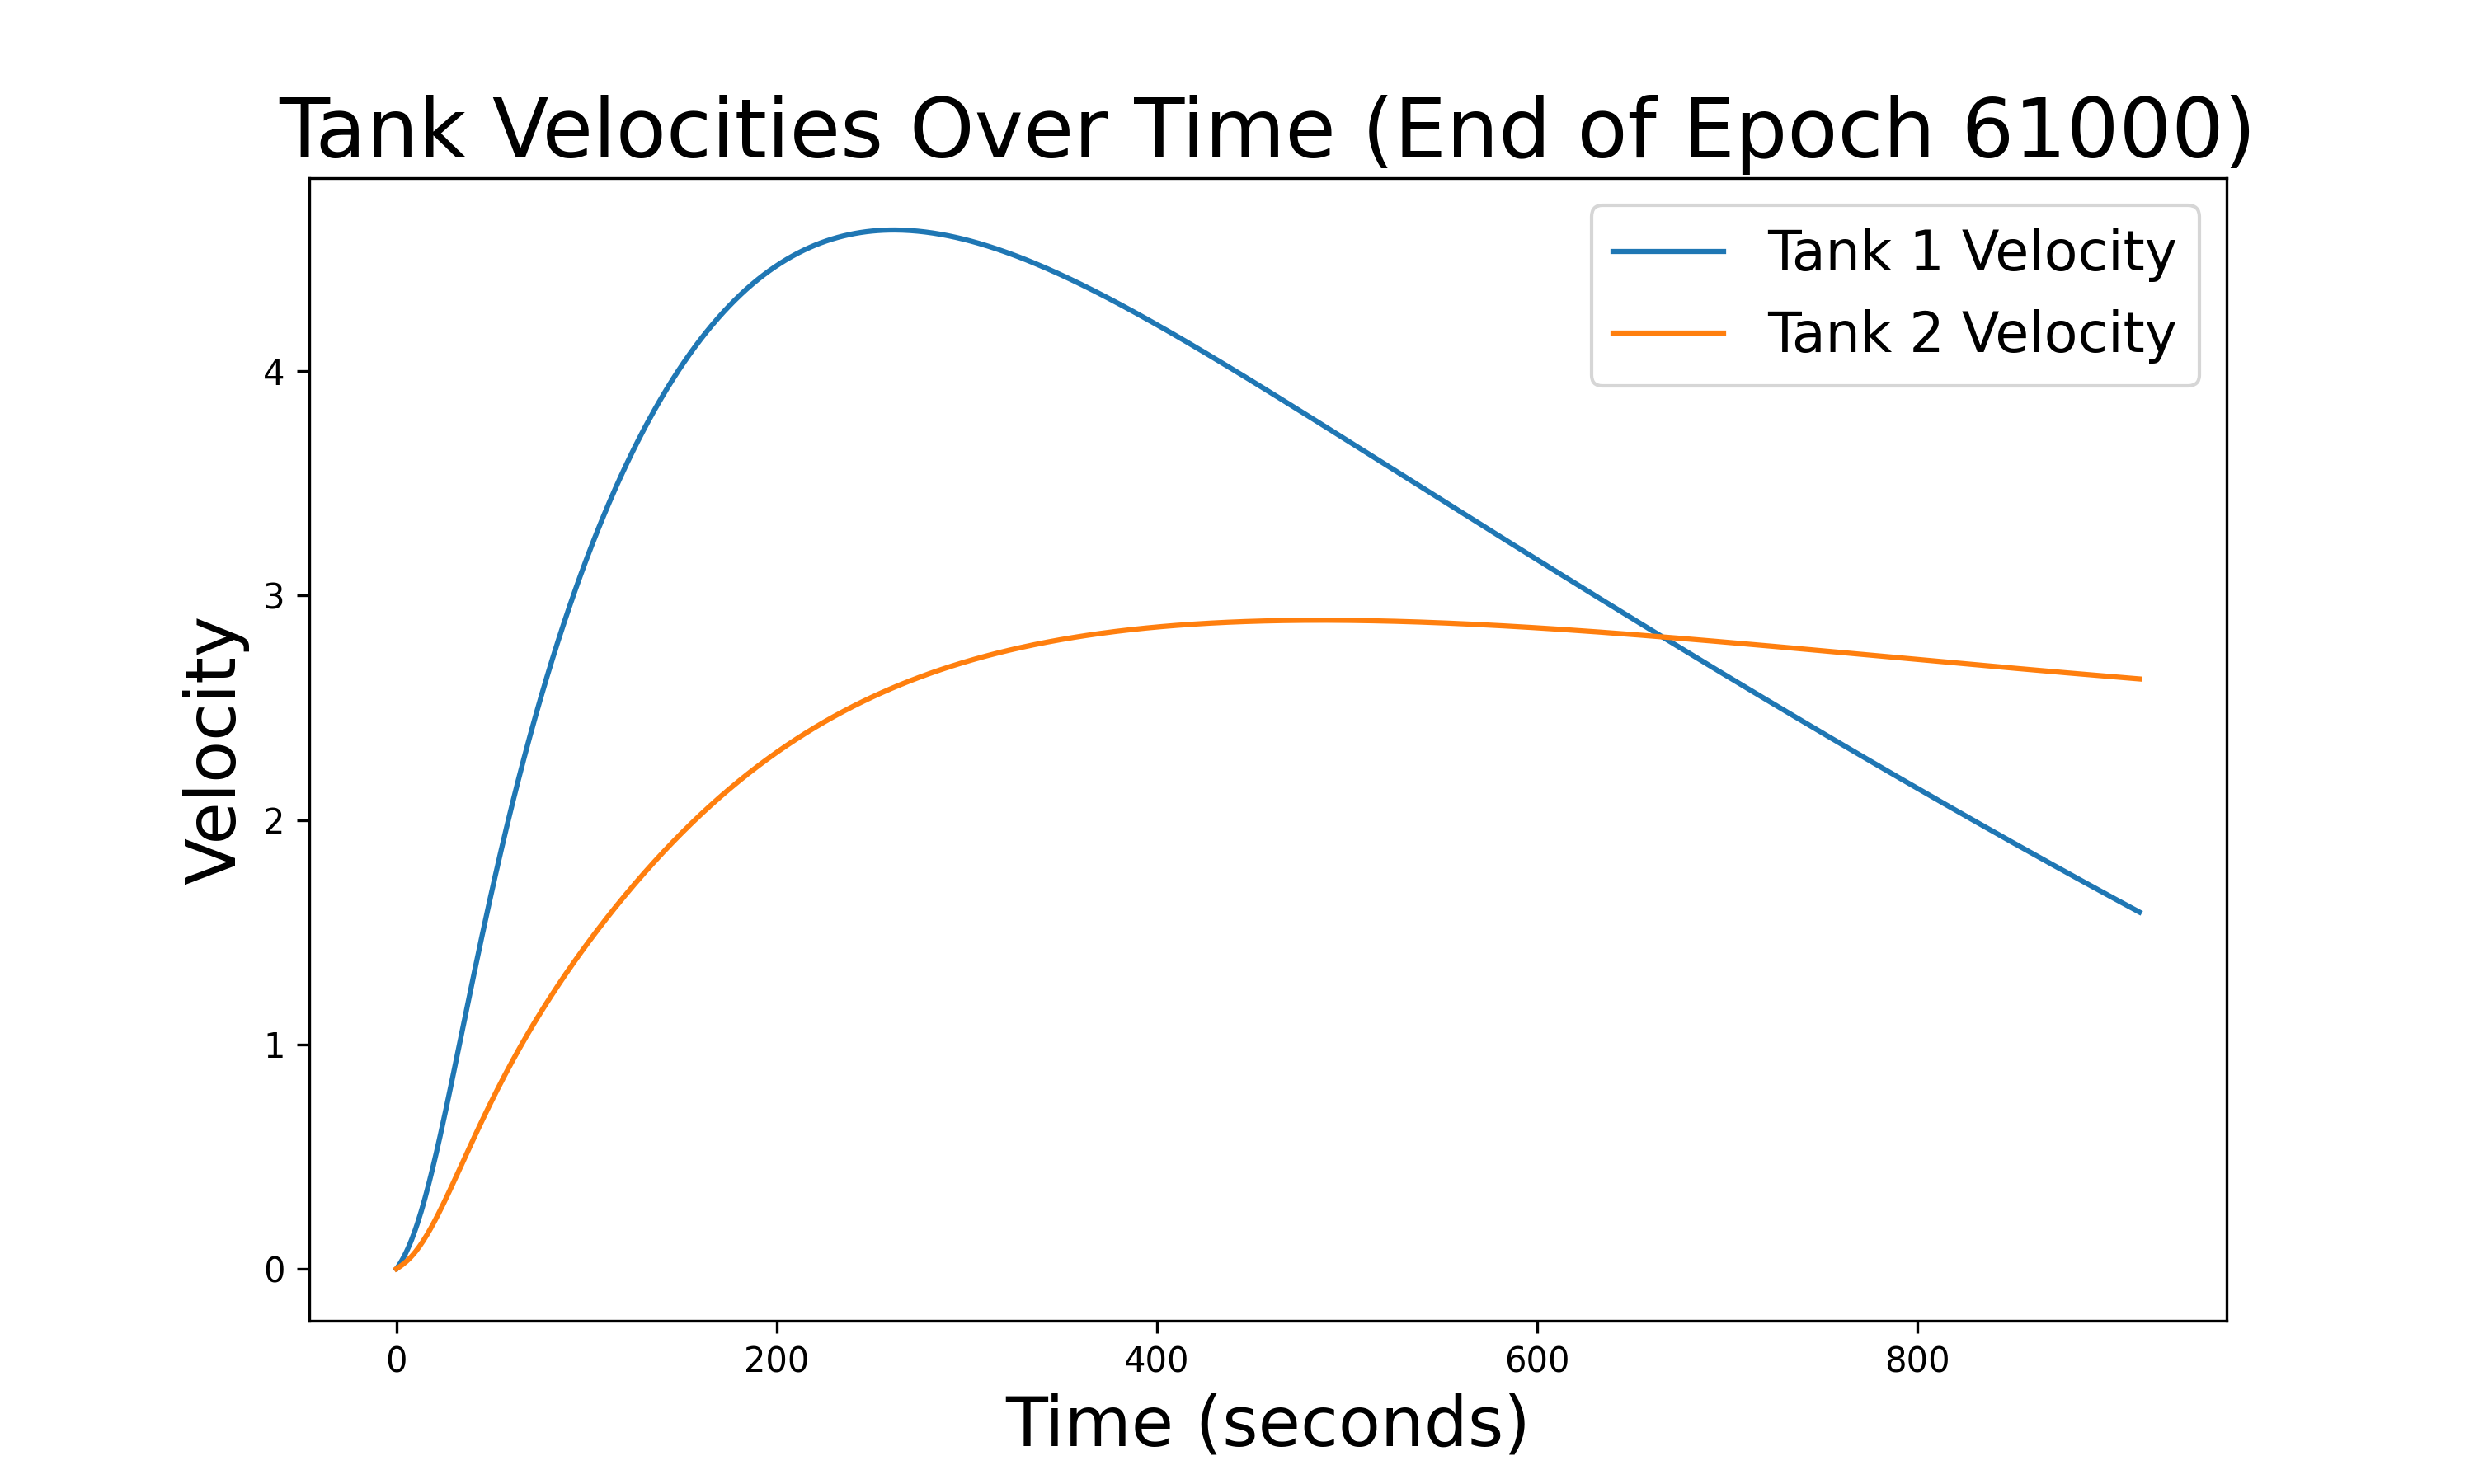 Tank Velocities Over Time (End of Epoch 61000)
Tank 1 Velocity
Tank 2 Velocity
Velocity
4
3
2
1
0
0 200 400 600 800
Time (seconds)